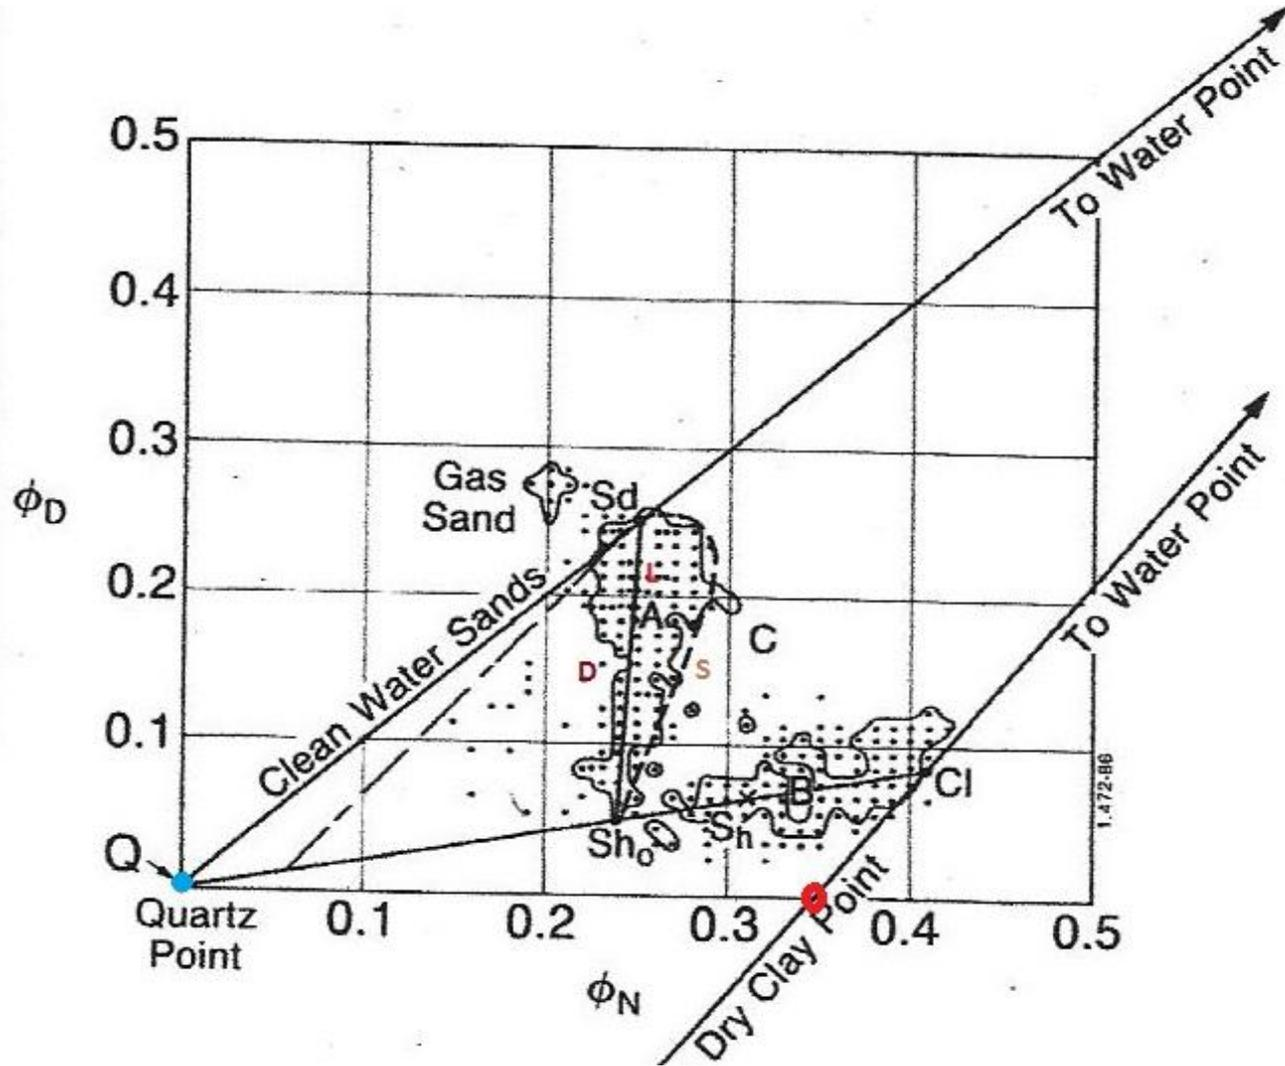 To Water Point
0.5
0.4
0.3
0.2
0.1
ϕD
Gas
Sand
Sd
Clean Water Sands
L
A
C
D
S
To Water Point
B
Cl
1.472-86
Sho
Sh
Q
Quartz
Point
0.1
0.2
0.3
0.4
0.5
Dry Clay Point
ϕN